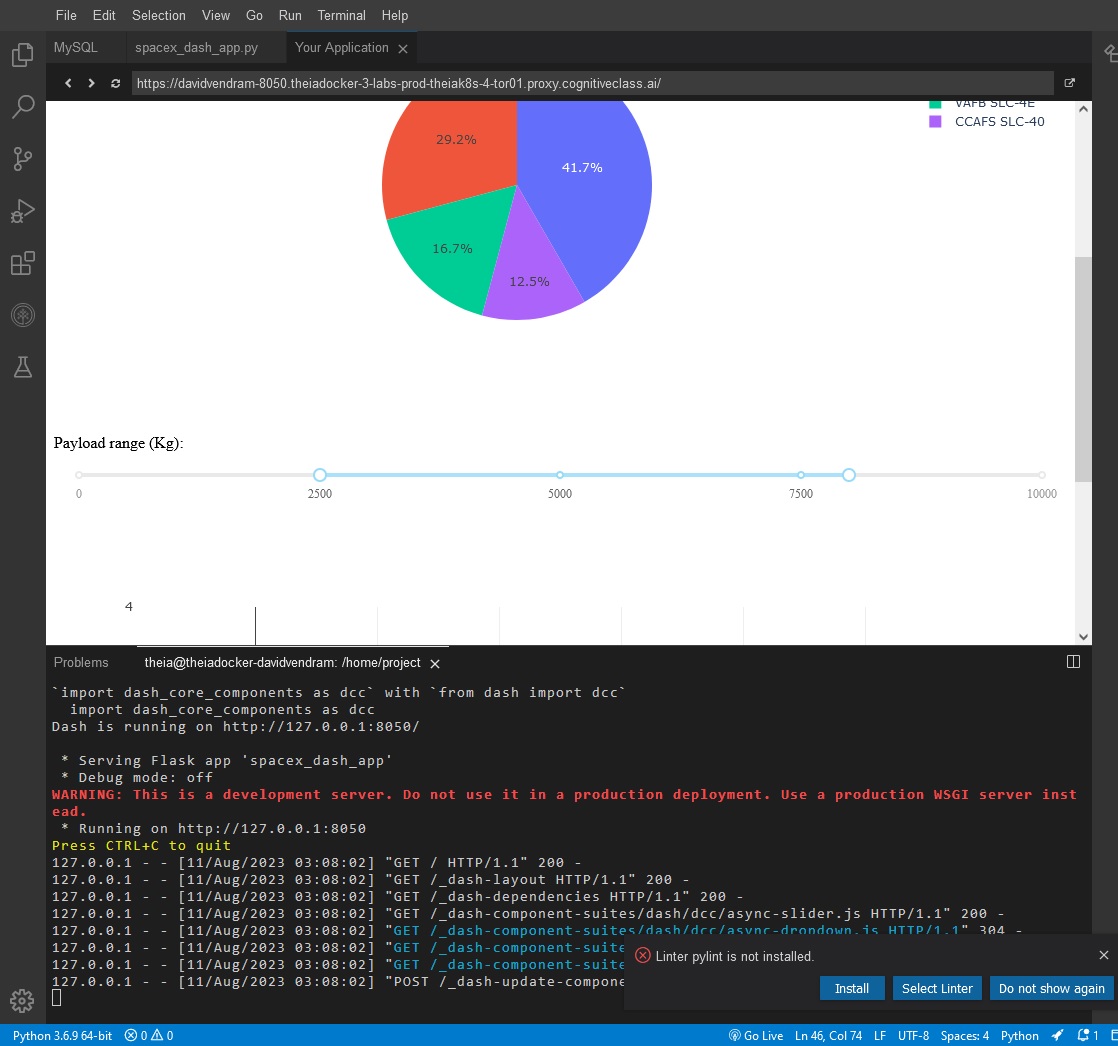 File Edit Selection View Go Run Terminal Help
MySQL spacex_dash_app.py Your Application
https://davidvendram-8050.theiadocker-3-labs-prod-theiak8s-4-tor01.proxy.cognitiveclass.ai/
VAFB SLC-4E
CCAFS SLC-40
29.2%
41.7%
16.7%
12.5%
Payload range (Kg):
0 2500 5000 7500 10000
4
Problems theia@theiadocker-davidvendram: /home/project
`import dash_core_components as dcc` with `from dash import dcc`
import dash_core_components as dcc
Dash is running on http://127.0.0.1:8050/
* Serving Flask app 'spacex_dash_app'
* Debug mode: off
WARNING: This is a development server. Do not use it in a production deployment. Use a production WSGI server inst
ead.
* Running on http://127.0.0.1:8050
Press CTRL+C to quit
127.0.0.1 - - [11/Aug/2023 03:08:02] "GET / HTTP/1.1" 200 -
127.0.0.1 - - [11/Aug/2023 03:08:02] "GET /_dash-layout HTTP/1.1" 200 -
127.0.0.1 - - [11/Aug/2023 03:08:02] "GET /_dash-dependencies HTTP/1.1" 200 -
127.0.0.1 - - [11/Aug/2023 03:08:02] "GET /_dash-component-suites/dash/dcc/async-slider.js HTTP/1.1" 200 -
127.0.0.1 - - [11/Aug/2023 03:08:02] "GET /_dash-component-suites/dash/dcc/async-dropdown.js HTTP/1.1" 304 -
127.0.0.1 - - [11/Aug/2023 03:08:02] "GET /_dash-component-suite
127.0.0.1 - - [11/Aug/2023 03:08:02] "GET /_dash-component-suite
127.0.0.1 - - [11/Aug/2023 03:08:02] "POST /_dash-update-compone
Linter pylint is not installed.
Install Select Linter Do not show again
Python 3.6.9 64-bit 0 0 Go Live Ln 46, Col 74 LF UTF-8 Spaces: 4 Python 1